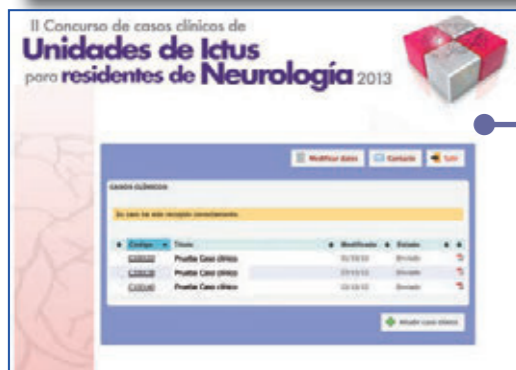 II Concurso de casos clínicos de
Unidades de Ictus
para residentes de Neurología 2013
Modificar datos Contacto Salir
CASOS CLÍNICOS
Su caso ha sido recibido correctamente.
Código Título Modificado Estado
Prueba Caso clínico Enviado
Prueba Caso clínico Enviado
Prueba Caso clínico Enviado
Añadir caso clínico